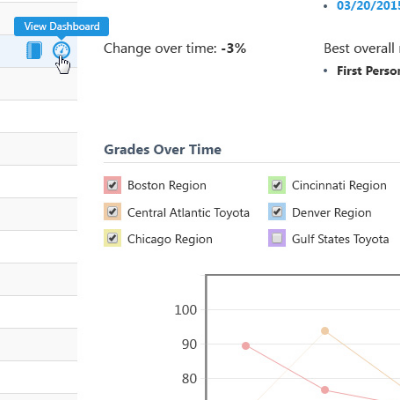 03/20/2015
View Dashboard
Change over time: -3%
Best overall
First Perso
Grades Over Time
Boston Region
Cincinnati Region
Central Atlantic Toyota
Denver Region
Chicago Region
Gulf States Toyota
100
90
80